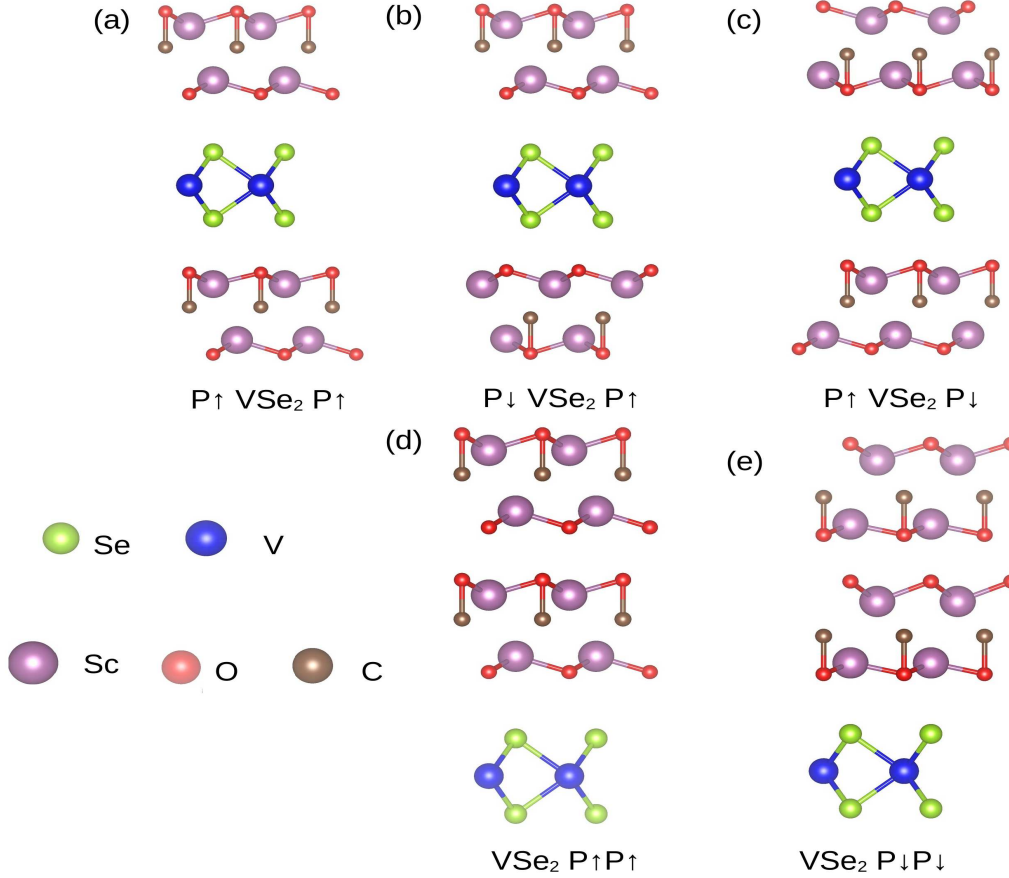 (a)
(b)
(c)
P↑ VSe₂ P↑
P↓ VSe₂ P↑
P↑ VSe₂ P↓
(d)
(e)
Se
V
Sc
O
C
VSe₂ P↑P↑
VSe₂ P↓P↓